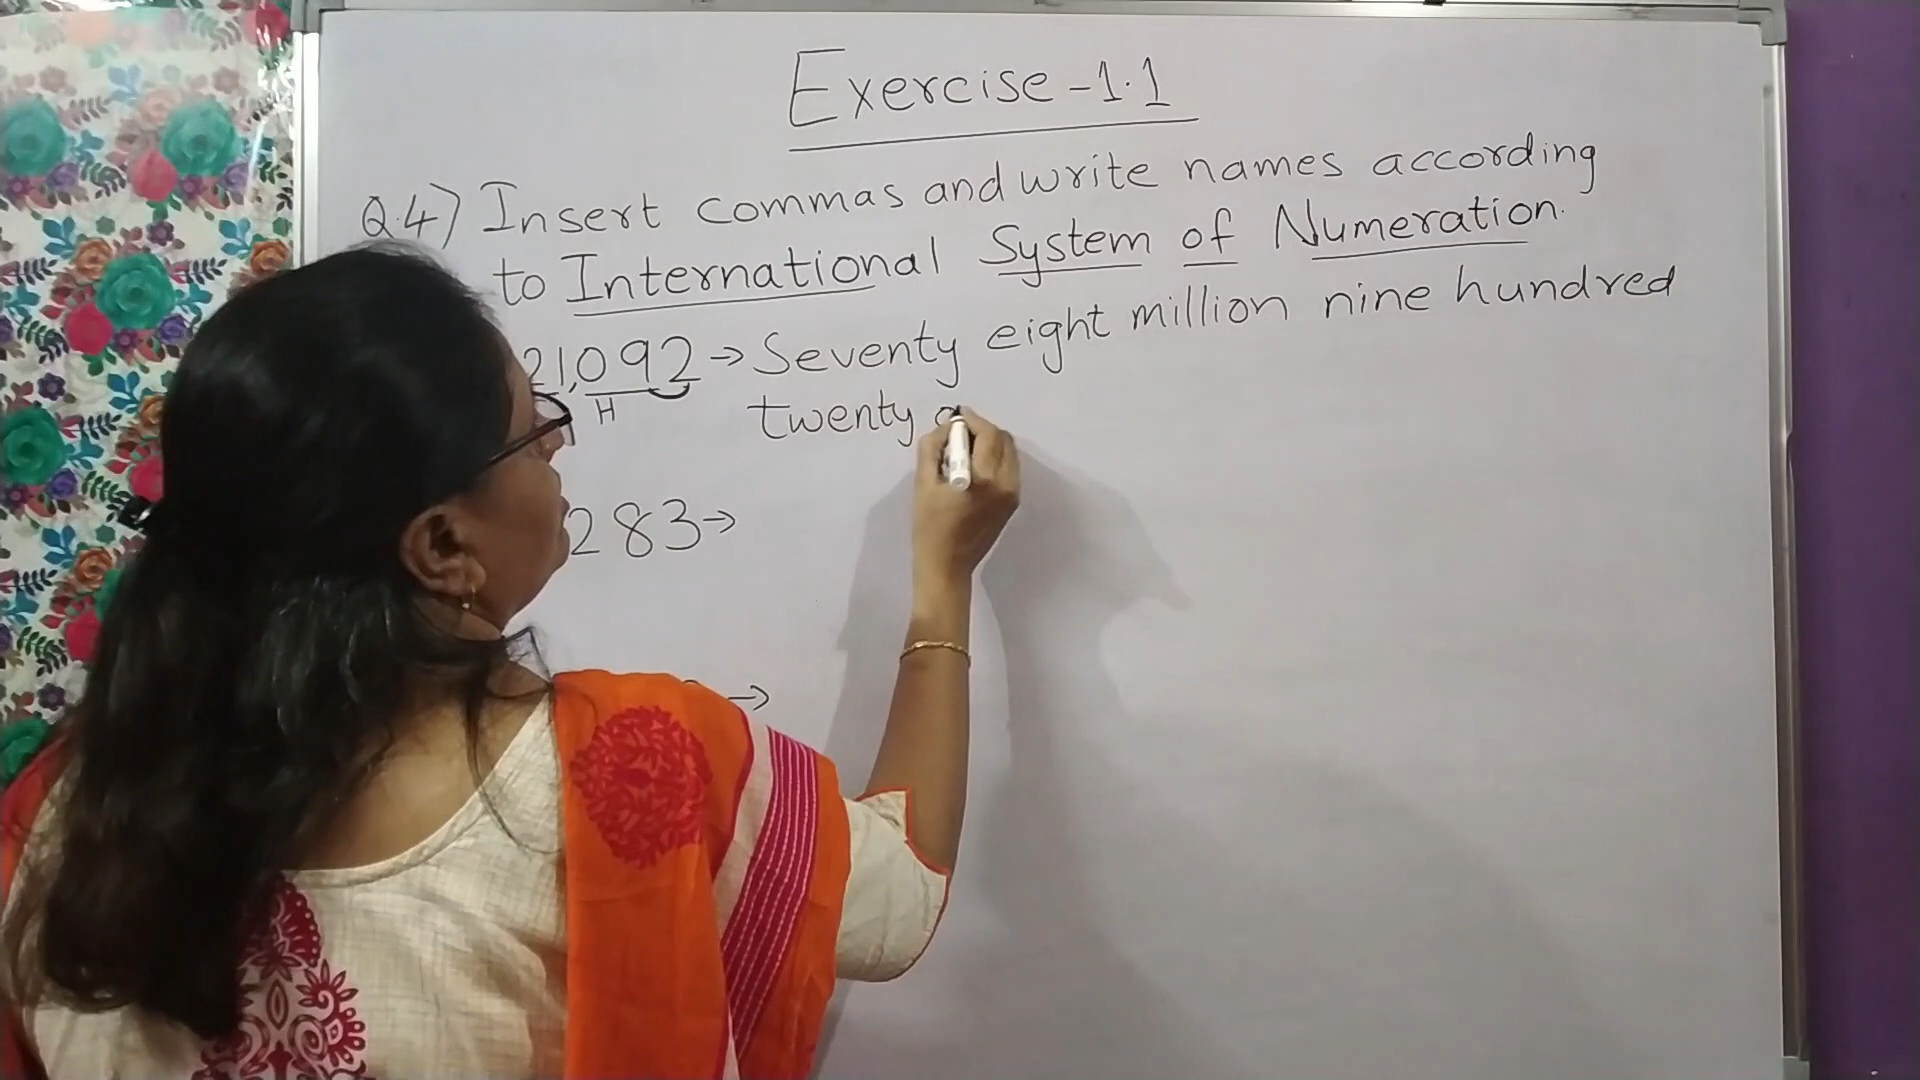 Exercise-1.1
Q.4) Insert commas and write names according
to International System of Numeration.
21,092 → Seventy eight million nine hundred
H
twenty o
283 →
→